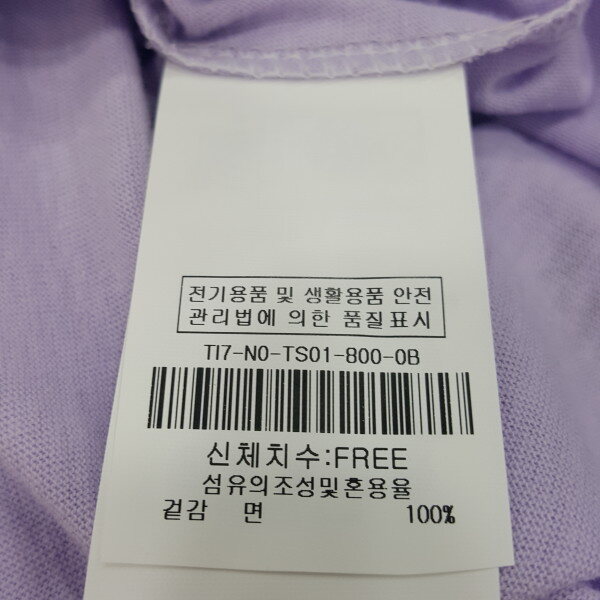 전기용품 및 생활용품 안전
관리법에 의한 품질표시
TI7-N0-TS01-800-0B
신체치수:FREE
섬유의조성및혼용율
겉감 면 100%